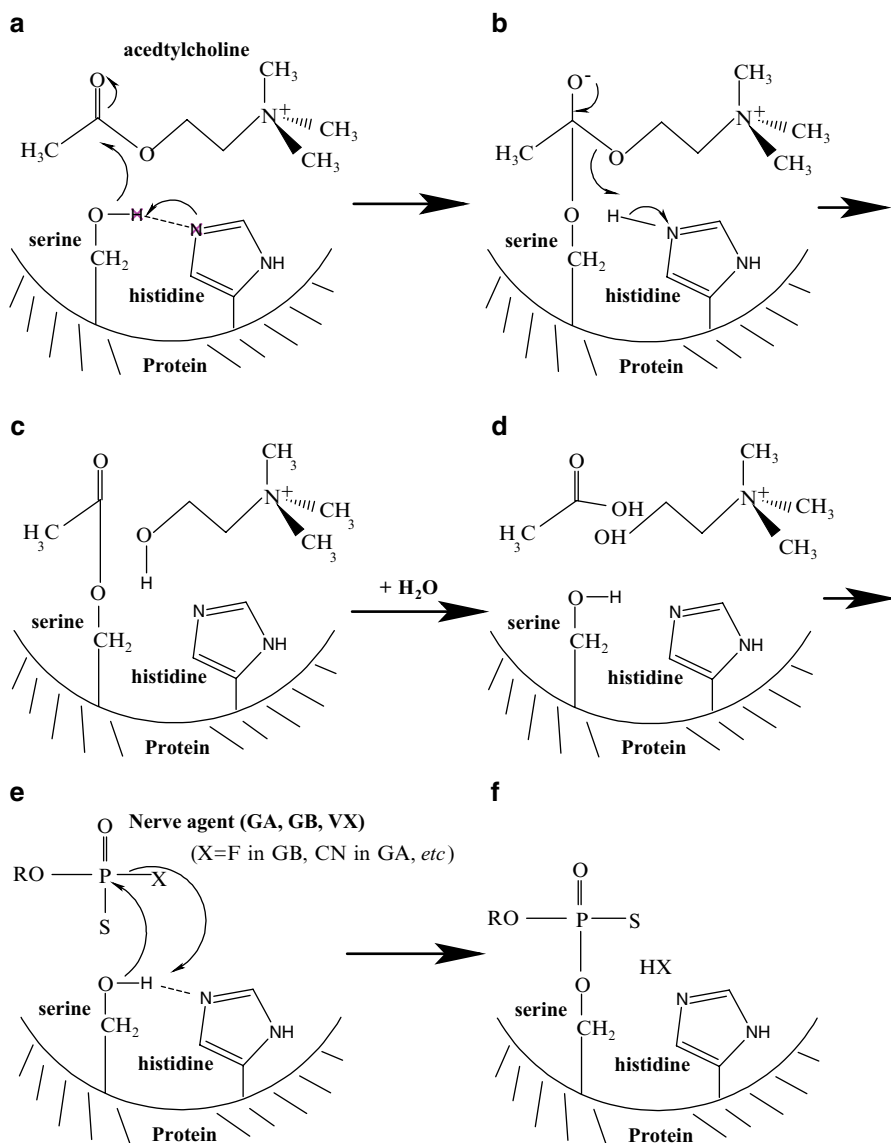 a
acedtylcholine
O
CH3
N+
CH3
H3C
O
CH3
O
H
N
serine
CH2
NH
histidine
Protein
b
O-
CH3
N+
CH3
H3C
O
CH3
O
H
N
serine
CH2
NH
histidine
Protein
c
O
CH3
N+
CH3
H3C
O
CH3
H
O
N
serine
CH2
NH
histidine
Protein
+ H2O
d
O
CH3
OH
N+
CH3
H3C
OH
CH3
O
H
N
serine
CH2
NH
histidine
Protein
e
Nerve agent (GA, GB, VX)
O
(X=F in GB, CN in GA, etc)
RO
P
X
S
O
H
N
serine
CH2
NH
histidine
Protein
f
O
RO
P
S
HX
O
N
serine
CH2
NH
histidine
Protein